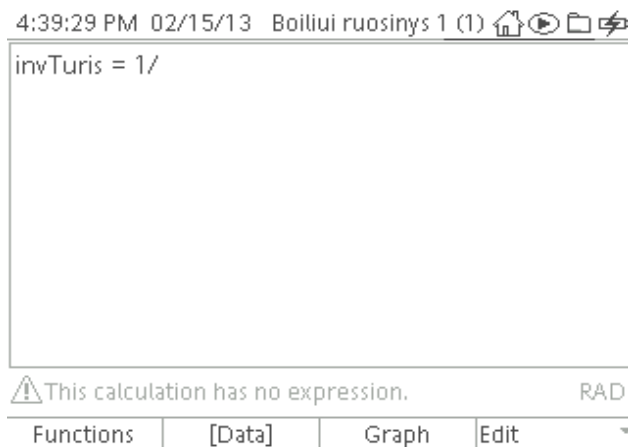 4:39:29 PM 02/15/13 Boiliui ruosinys 1 (1)
invTuris = 1/
This calculation has no expression. RAD
Functions [Data] Graph Edit